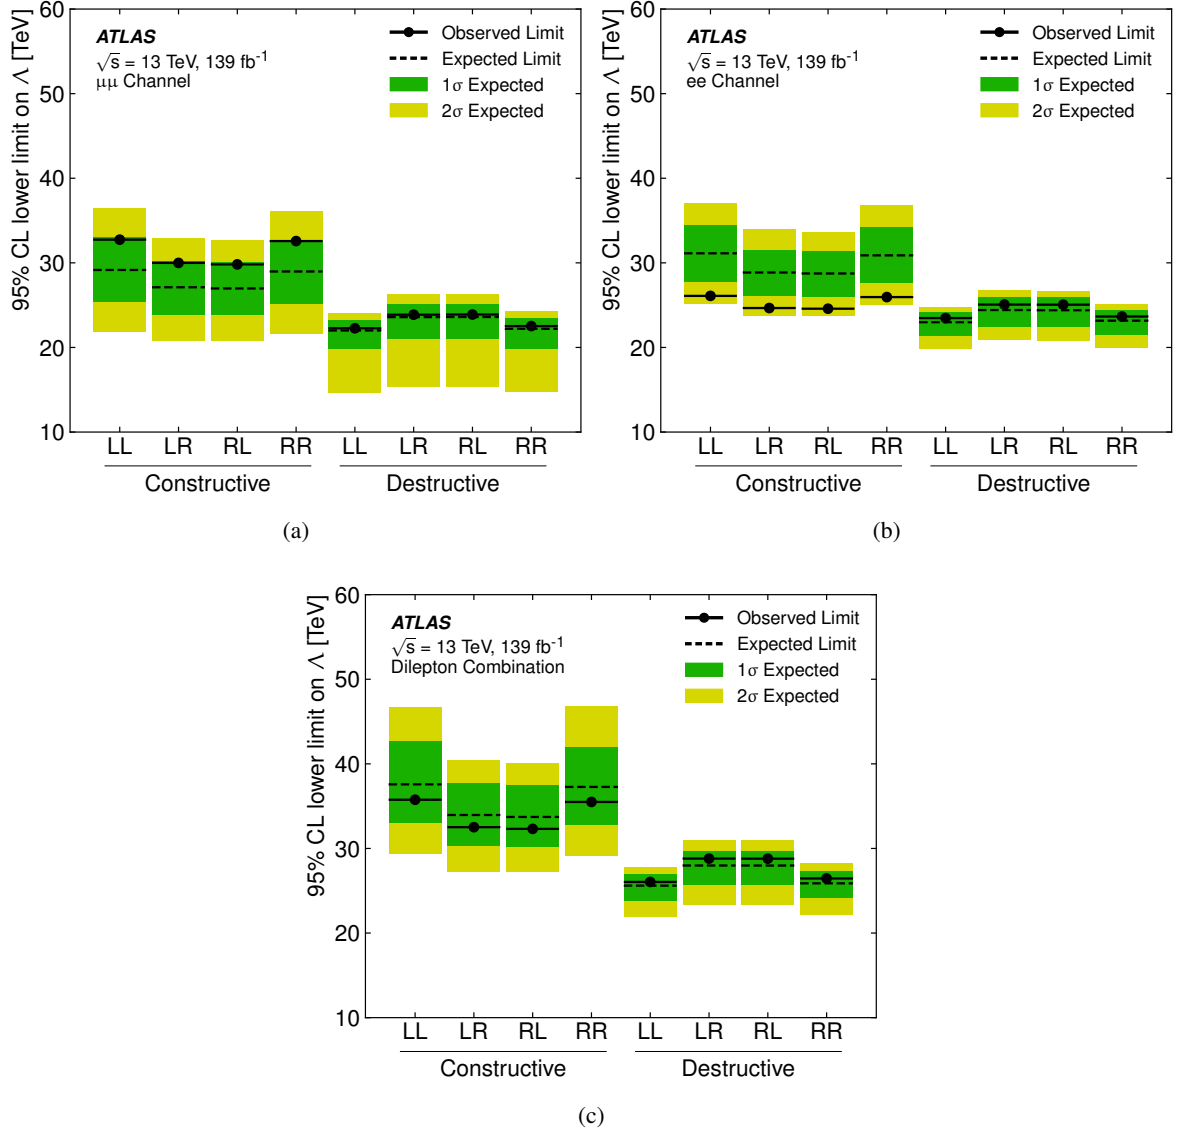 95% CL lower limit on Λ [TeV]
60
50
40
30
20
10
ATLAS
√s = 13 TeV, 139 fb-1
μμ Channel
Observed Limit
Expected Limit
1σ Expected
2σ Expected
LL LR RL RR LL LR RL RR
Constructive Destructive
(a)
95% CL lower limit on Λ [TeV]
60
50
40
30
20
10
ATLAS
√s = 13 TeV, 139 fb-1
ee Channel
Observed Limit
Expected Limit
1σ Expected
2σ Expected
LL LR RL RR LL LR RL RR
Constructive Destructive
(b)
95% CL lower limit on Λ [TeV]
60
50
40
30
20
10
ATLAS
√s = 13 TeV, 139 fb-1
Dilepton Combination
Observed Limit
Expected Limit
1σ Expected
2σ Expected
LL LR RL RR LL LR RL RR
Constructive Destructive
(c)